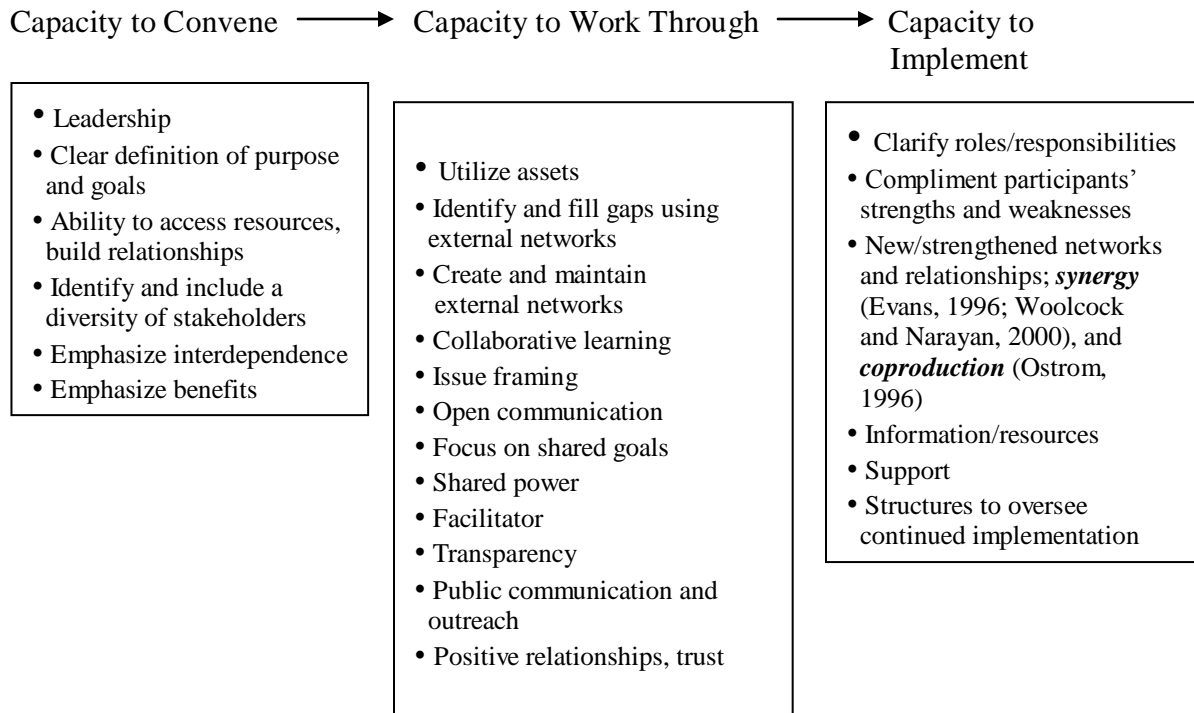 Capacity to Convene
Capacity to Work Through
Capacity to
Implement
• Leadership
• Clear definition of purpose
and goals
• Ability to access resources,
build relationships
• Identify and include a
diversity of stakeholders
• Emphasize interdependence
• Emphasize benefits
• Utilize assets
• Identify and fill gaps using
external networks
• Create and maintain
external networks
• Collaborative learning
• Issue framing
• Open communication
• Focus on shared goals
• Shared power
• Facilitator
• Transparency
• Public communication and
outreach
• Positive relationships, trust
• Clarify roles/responsibilities
• Compliment participants’
strengths and weaknesses
• New/strengthened networks
and relationships; synergy
(Evans, 1996; Woolcock
and Narayan, 2000), and
coproduction (Ostrom,
1996)
• Information/resources
• Support
• Structures to oversee
continued implementation